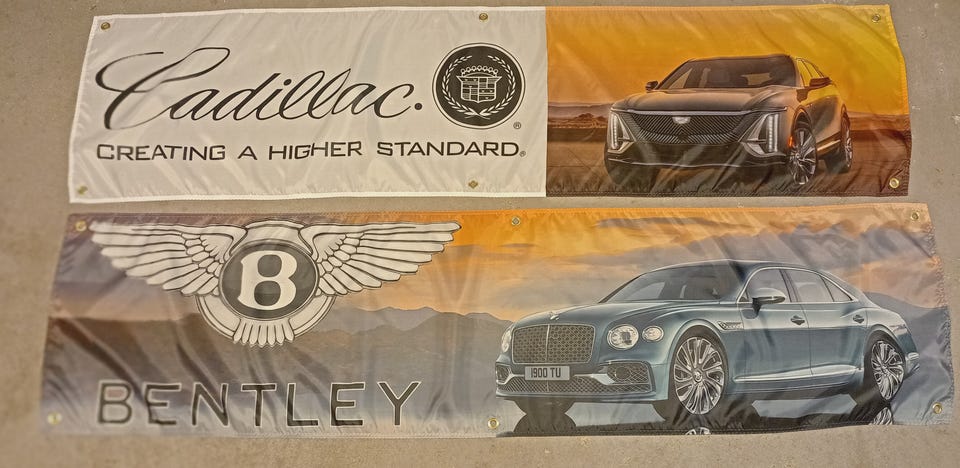 Cadillac.
®
CREATING A HIGHER STANDARD®
B
BENTLEY
1900 TU